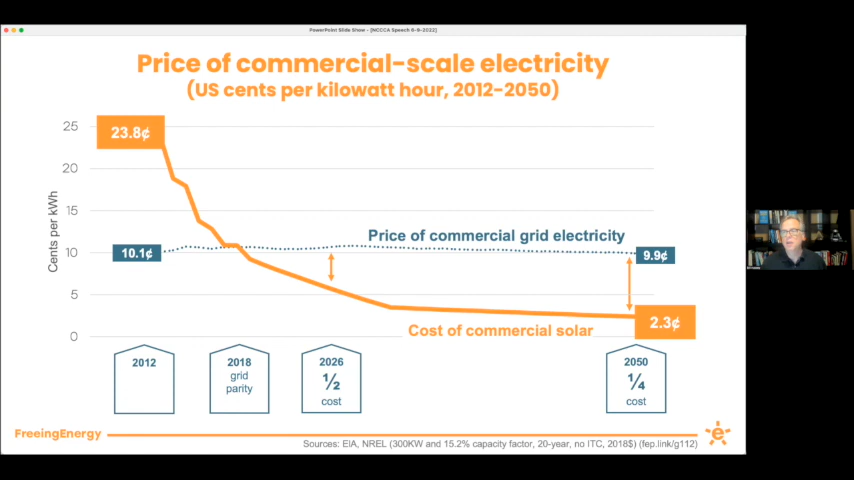 PowerPoint Slide Show - [NCCCA Speech 6-9-2022]
Price of commercial-scale electricity
(US cents per kilowatt hour, 2012-2050)
Cents per kWh
25
20
15
10
5
0
23.8¢
10.1¢
Price of commercial grid electricity
9.9¢
Cost of commercial solar
2.3¢
2012
2018
grid
parity
2026
½
cost
2050
¼
cost
FreeingEnergy
Sources: EIA, NREL (300KW and 15.2% capacity factor, 20-year, no ITC, 2018$) (fep.link/g112)
e